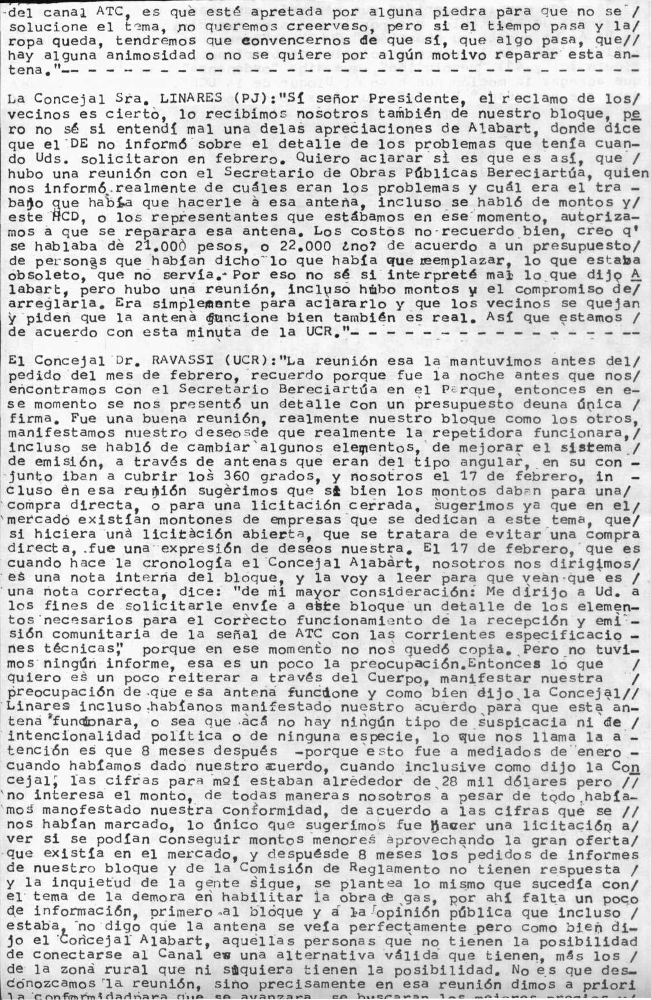 del canal ATC, es què esté apretada por alguna piedra para que no se /
solucione el tema, no queremos creerveso, pero si el tiempo pasa y la/
ropa queda, tendremos que convencernos de que sí, que algo pasa, que//
hay alguna animosidad o no se quiere por algún motivo reparar esta an-
tena."-- - - - - - - - - - - - - - - - - - - - - - - - - - - - - - - -
La Concejal Sra. LINARES (PJ):"Sí señor Presidente, el reclamo de los/
vecinos es cierto, lo recibimos nosotros también de nuestro bloque, pe
ro no sé si entendí mal una delas apreciaciones de Alabart, donde dice
que el DE no informó sobre el detalle de los problemas que tenía cuan-
do Uds. solicitaron en febrero. Quiero aclarar si es que es así, que /
hubo una reunión con el Secretario de Obras Públicas Bereciartúa, quien
nos informó realmente de cuáles eran los problemas y cuál era el tra -
bajo que había que hacerle a esa antena, incluso se habló de montos y/
este HCD, o los representantes que estábamos en ese momento, autoriza-
mos a que se reparara esa antena. Los costos no recuerdo bien, creo q'
se hablaba de 21.000 pesos, o 22.000 ¿no? de acuerdo a un presupuesto/
de personas que habían dicho lo que había que reemplazar, lo que estaba
obsoleto, que no servía.- Por eso no sé si interpreté mal lo que dijo A
labart, pero hubo una reunión, incluso hubo montos y el compromiso de/
arreglarla. Era simplemente para aclararlo y que los vecinos se quejan
y piden que la antena funcione bien también es real. Así que estamos /
de acuerdo con esta minuta de la UCR."- - - - - - - - - - - - - - - - --
El Concejal Dr. RAVASSI (UCR):"La reunión esa la mantuvimos antes del/
pedido del mes de febrero, recuerdo porque fue la noche antes que nos/
encontramos con el Secretario Bereciartúa en el Parque, entonces en e-
se momento se nos presentó un detalle con un presupuesto deuna única /
firma. Fue una buena reunión, realmente nuestro bloque como los otros,
manifestamos nuestro deseosde que realmente la repetidora funcionara,/
incluso se habló de cambiar algunos elementos, de mejorar el sistema /
de emisión, a través de antenas que eran del tipo angular, en su con -
junto iban a cubrir los 360 grados, y nosotros el 17 de febrero, in -
cluso en esa reunión sugerimos que si bien los montos daban para una/
compra directa, o para una licitación cerrada, sugerimos ya que en el/
mercado existían montones de empresas que se dedican a este tema, que/
si hiciera una licitación abierta, que se tratara de evitar una compra
directa, fue una expresión de deseos nuestra. El 17 de febrero, que es
cuando hace la cronología el Concejal Alabart, nosotros nos dirigimos/
es una nota interna del bloque, y la voy a leer para que vean que es /
una nota correcta, dice: "de mi mayor consideración: Me dirijo a Ud. a
los fines de solicitarle envíe a este bloque un detalle de los elemen-
tos necesarios para el correcto funcionamiento de la recepción y emi -
sión comunitaria de la señal de ATC con las corrientes especificacio -
nes técnicas", porque en ese momento no nos quedó copia. Pero no tuvi-
mos ningún informe, esa es un poco la preocupación.Entonces lo que /
quiero es un poco reiterar a través del Cuerpo, manifestar nuestra /
preocupación de que esa antena funcione y como bien dijo la Concejal//
Linares incluso habíanos manifestado nuestro acuerdo para que esta an-
tena funcionara, o sea que acá no hay ningún tipo de suspicacia ni de /
intencionalidad política o de ninguna especie, lo que nos llama la a -
tención es que 8 meses después -porque esto fue a mediados de enero -
cuando habíamos dado nuestro acuerdo, cuando inclusive como dijo la Con
cejal, las cifras para mí estaban alrededor de 28 mil dólares pero //
no interesa el monto, de todas maneras nosotros a pesar de todo había-
mos manofestado nuestra conformidad, de acuerdo a las cifras que se //
nos habían marcado, lo único que sugerimos fue hacer una licitación a/
ver si se podían conseguir montos menores aprovechando la gran oferta/
que existía en el mercado, y despuésde 8 meses los pedidos de informes
de nuestro bloque y de la Comisión de Reglamento no tienen respuesta /
y la inquietud de la gente sigue, se plantea lo mismo que sucedía con/
el tema de la demora en habilitar la obra de gas, por ahí falta un poco
de información, primero al bloque y a la opinión pública que incluso /
estaba, no digo que la antena se veía perfectamente pero como bien di-
jo el Concejal Alabart, aquellas personas que no tienen la posibilidad
de conectarse al Canal es una alternativa válida que tienen, más los /
de la zona rural que ni siquiera tienen la posibilidad. No es que des-
conozcamos la reunión, sino precisamente en esa reunión dimos a priori
la conformidadpara que se avanzara, se buscaran los mejores precios